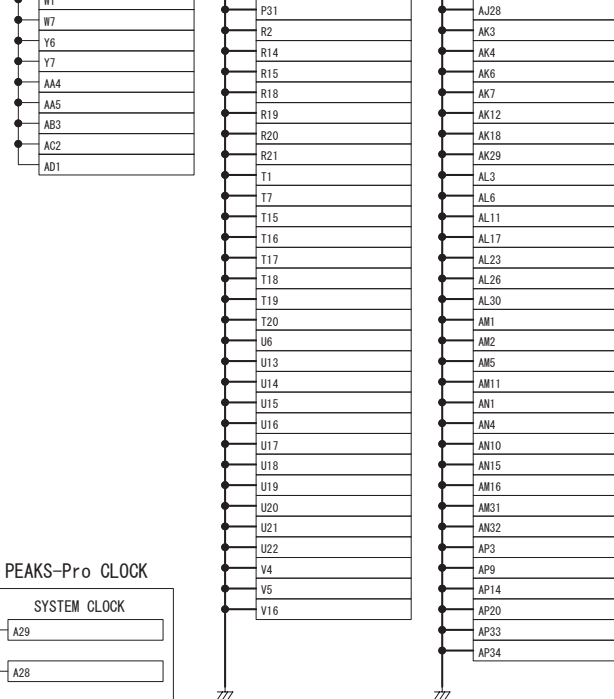 W1
W7
Y6
Y7
AA4
AA5
AB3
AC2
AD1
P31
R2
R14
R15
R18
R19
R20
R21
T1
T7
T15
T16
T17
T18
T19
T20
U6
U13
U14
U15
U16
U17
U18
U19
U20
U21
U22
V4
V5
V16
AJ28
AK3
AK4
AK6
AK7
AK12
AK18
AK29
AL3
AL6
AL11
AL17
AL23
AL26
AL30
AM1
AM2
AM5
AM11
AN1
AN4
AN10
AN15
AM16
AM31
AN32
AP3
AP9
AP14
AP20
AP33
AP34
PEAKS-Pro CLOCK
SYSTEM CLOCK
A29
A28